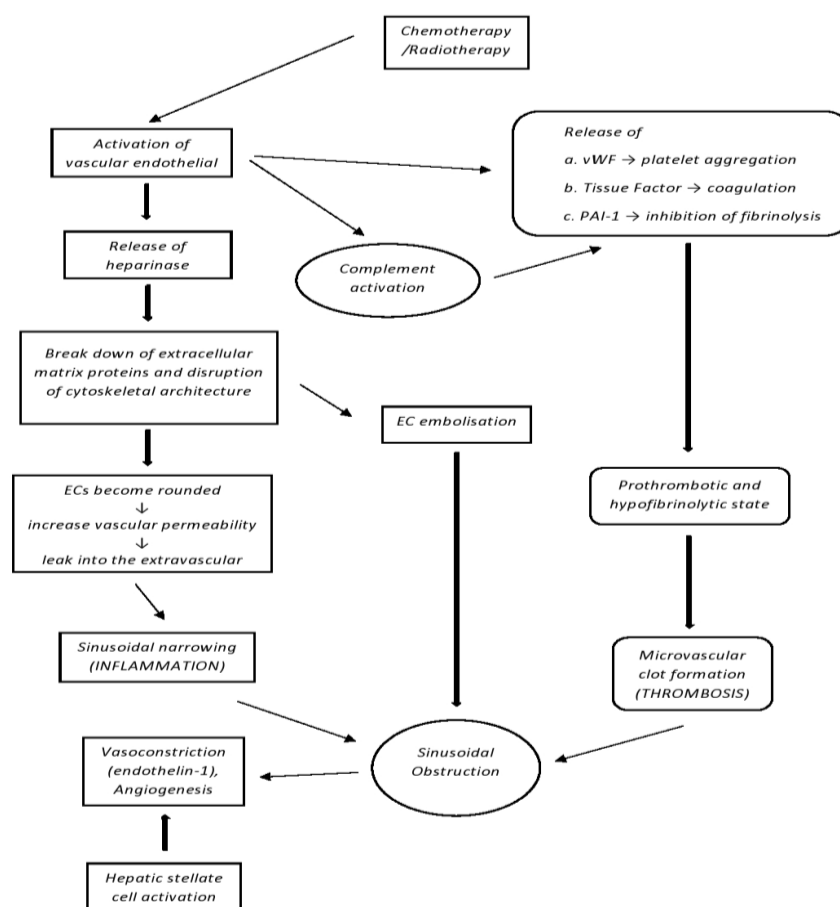 Chemotherapy
/Radiotherapy
Activation of
vascular endothelial
Release of
a. vWF → platelet aggregation
b. Tissue Factor → coagulation
c. PAI-1 → inhibition of fibrinolysis
Release of
heparinase
Complement
activation
Break down of extracellular
matrix proteins and disruption
of cytoskeletal architecture
EC embolisation
ECs become rounded
↓
increase vascular permeability
↓
leak into the extravascular
Prothrombotic and
hypofibrinolytic state
Sinusoidal narrowing
(INFLAMMATION)
Microvascular
clot formation
(THROMBOSIS)
Vasoconstriction
(endothelin-1),
Angiogenesis
Sinusoidal
Obstruction
Hepatic stellate
cell activation